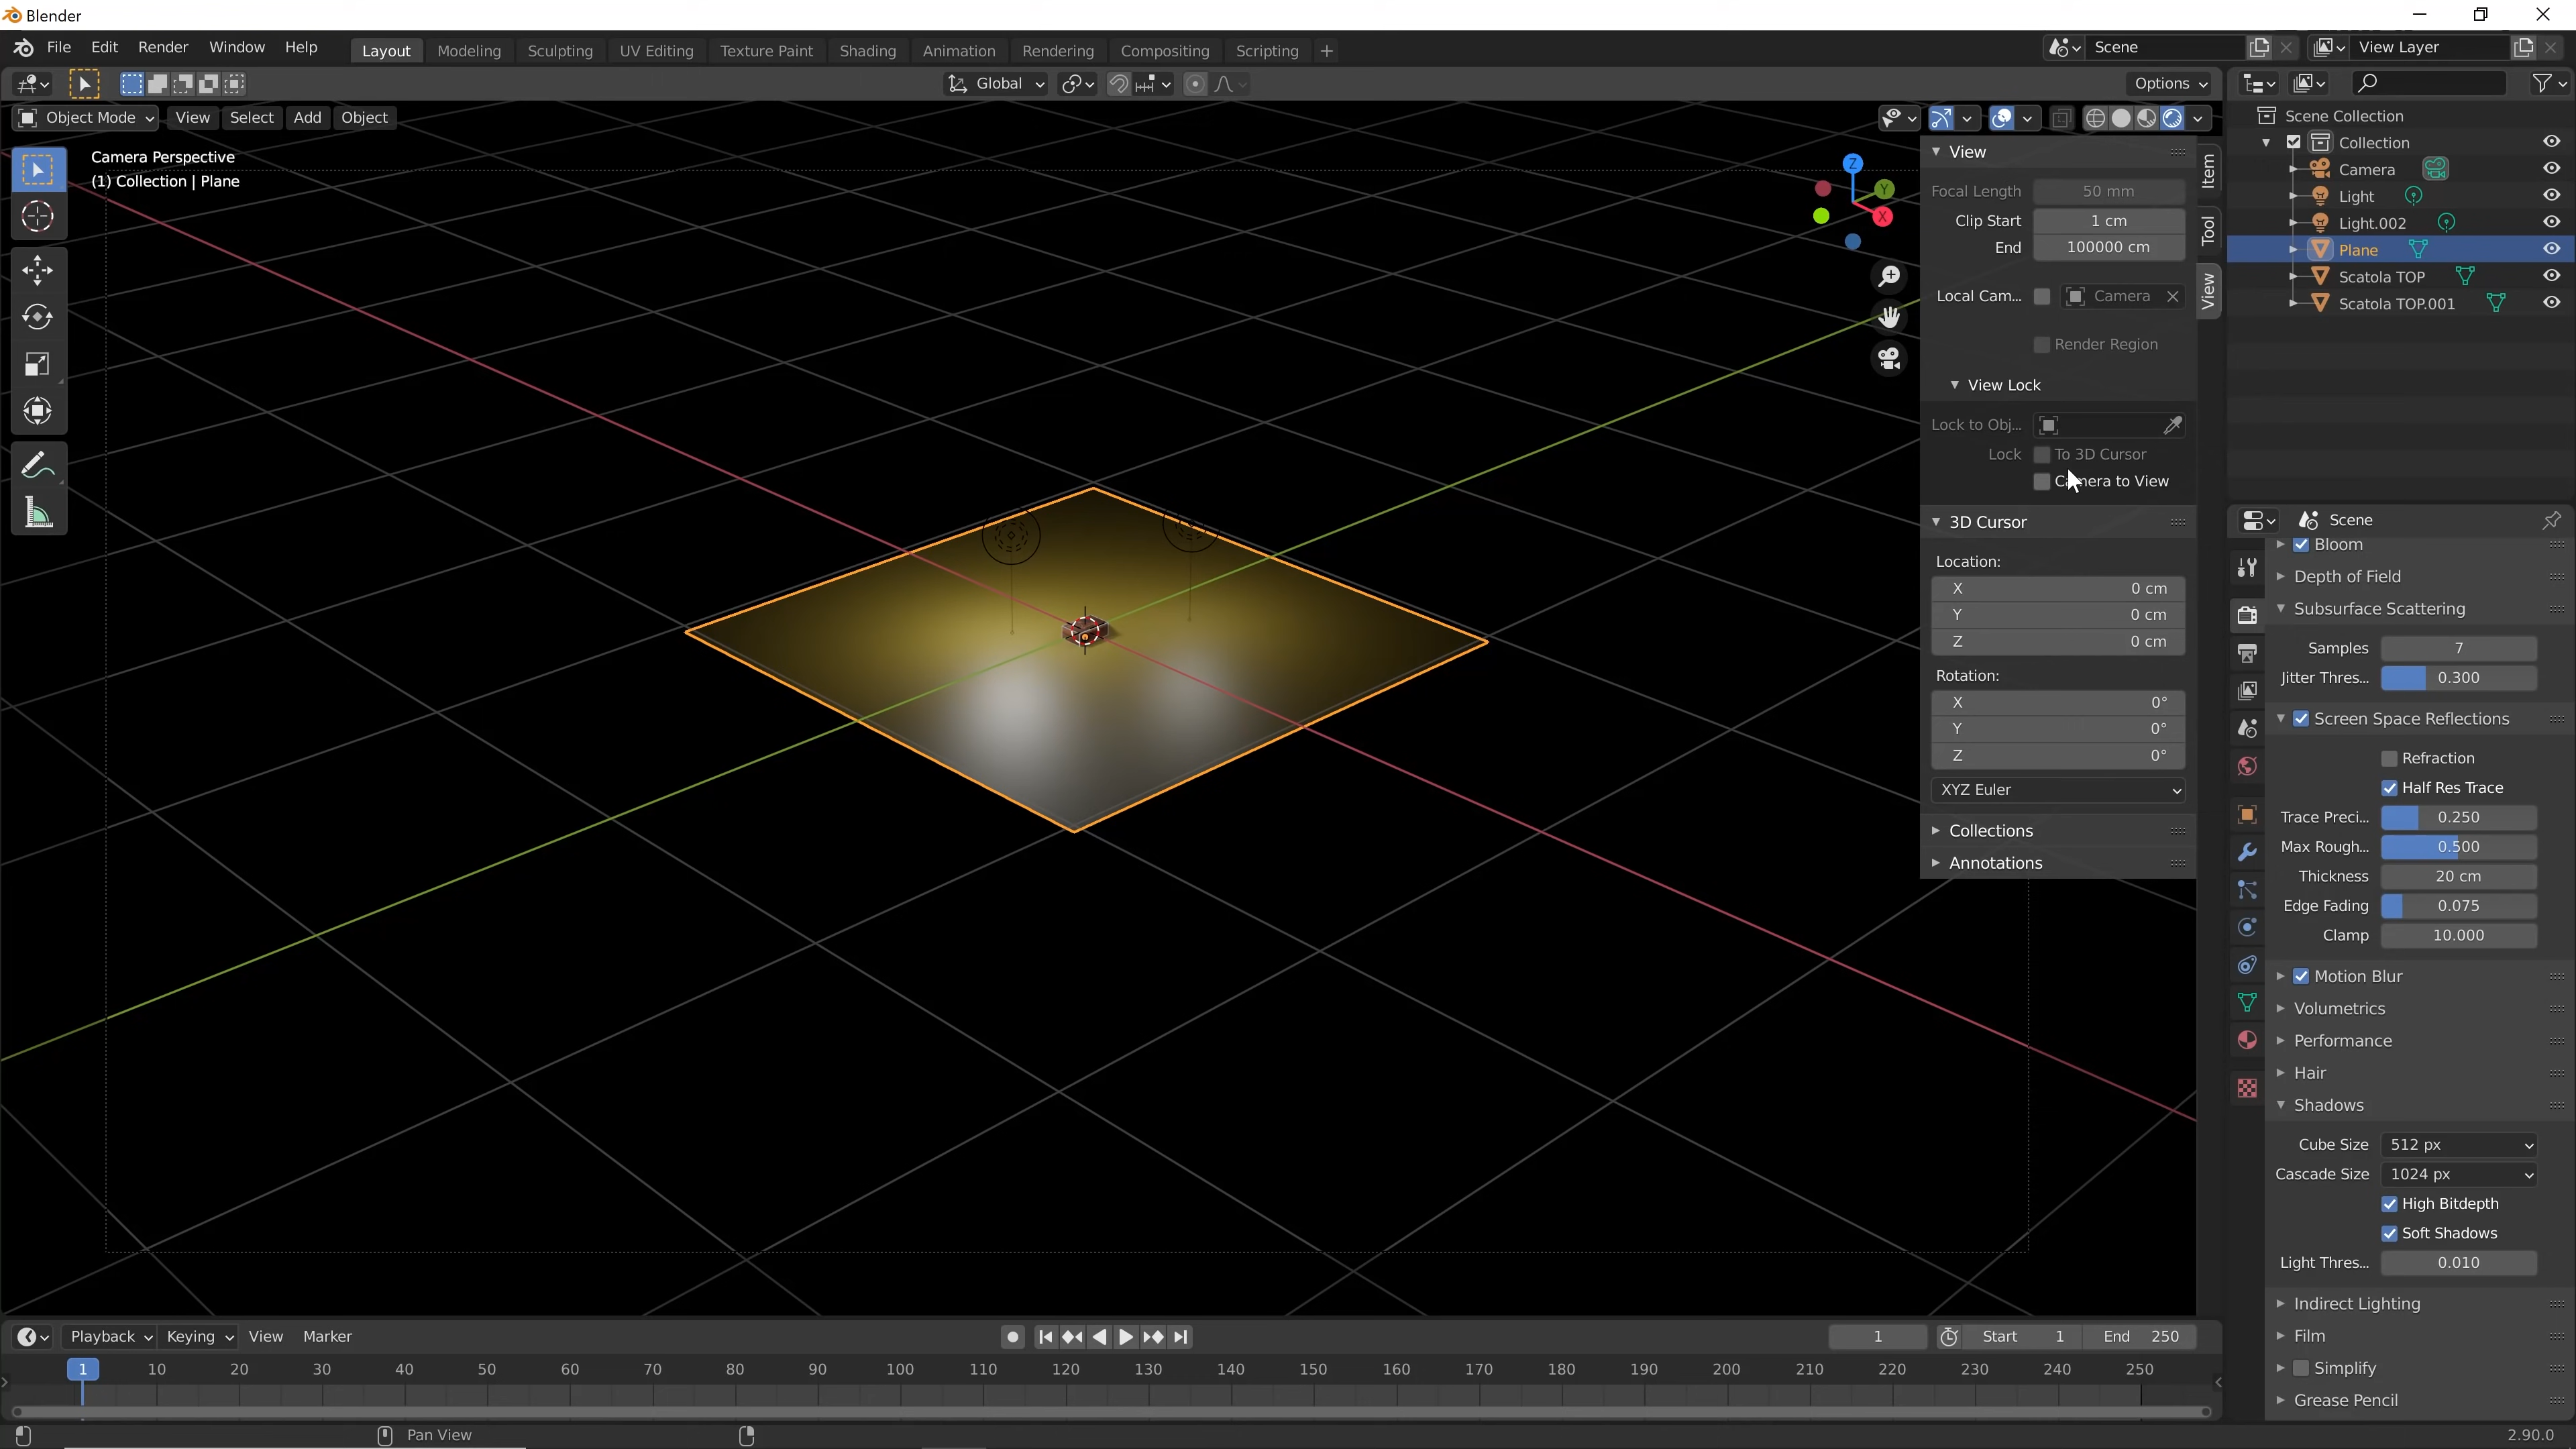 Blender
File Edit Render Window Help Layout Modeling Sculpting UV Editing Texture Paint Shading Animation Rendering Compositing Scripting + Scene View Layer
Global Options
Object Mode View Select Add Object
Camera Perspective
(1) Collection | Plane
Z
Y
X
View
Focal Length 50 mm
Clip Start 1 cm
End 100000 cm
Local Cam... Camera
Render Region
View Lock
Lock to Obj...
Lock To 3D Cursor
Camera to View
3D Cursor
Location:
X 0 cm
Y 0 cm
Z 0 cm
Rotation:
X 0°
Y 0°
Z 0°
XYZ Euler
Collections
Annotations
Item
Tool
View
Scene Collection
Collection
Camera
Light
Light.002
Plane
Scatola TOP
Scatola TOP.001
Scene
Bloom
Depth of Field
Subsurface Scattering
Samples 7
Jitter Thres... 0.300
Screen Space Reflections
Refraction
Half Res Trace
Trace Preci... 0.250
Max Rough... 0.500
Thickness 20 cm
Edge Fading 0.075
Clamp 10.000
Motion Blur
Volumetrics
Performance
Hair
Shadows
Cube Size 512 px
Cascade Size 1024 px
High Bitdepth
Soft Shadows
Light Thres... 0.010
Indirect Lighting
Film
Simplify
Grease Pencil
Playback Keying View Marker 1 Start 1 End 250
1 10 20 30 40 50 60 70 80 90 100 110 120 130 140 150 160 170 180 190 200 210 220 230 240 250
Pan View 2.90.0